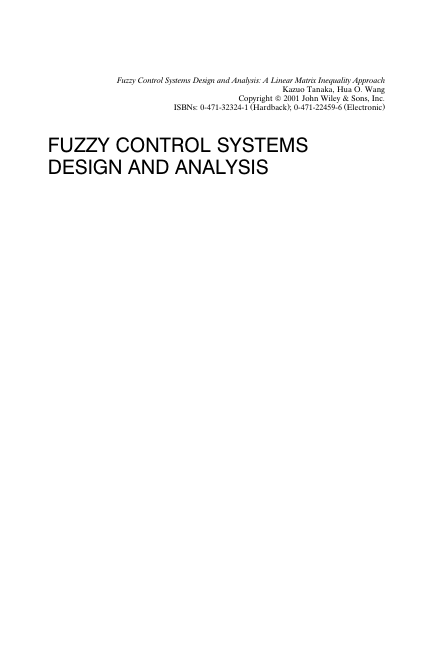 Fuzzy Control Systems Design and Analysis: A Linear Matrix Inequality Approach
Kazuo Tanaka, Hua O. Wang
Copyright © 2001 John Wiley & Sons, Inc.
ISBNs: 0-471-32324-1 (Hardback); 0-471-22459-6 (Electronic)
FUZZY CONTROL SYSTEMS
DESIGN AND ANALYSIS